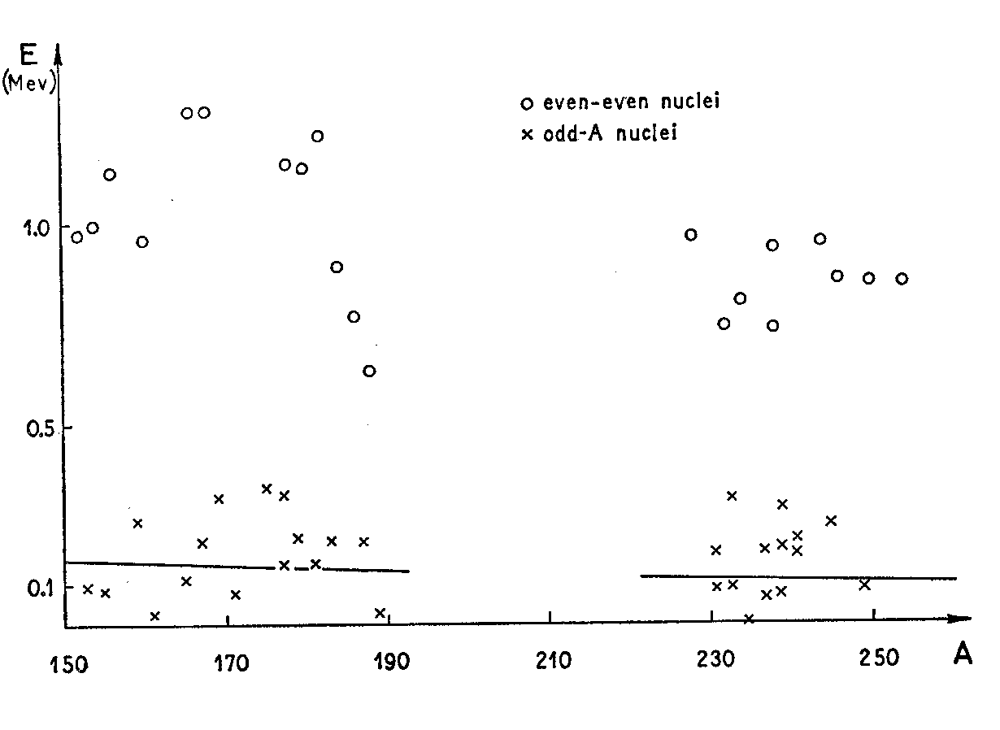 E
(Mev)
o even-even nuclei
x odd-A nuclei
1.0
0.5
0.1
150 170 190 210 230 250 A